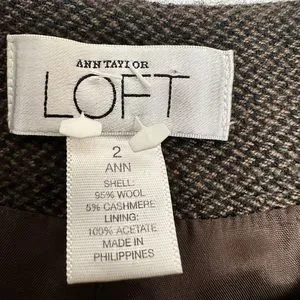 ANN TAYLOR
LOFT
2
ANN
SHELL:
95% WOOL
5% CASHMERE
LINING:
100% ACETATE
MADE IN
PHILIPPINES